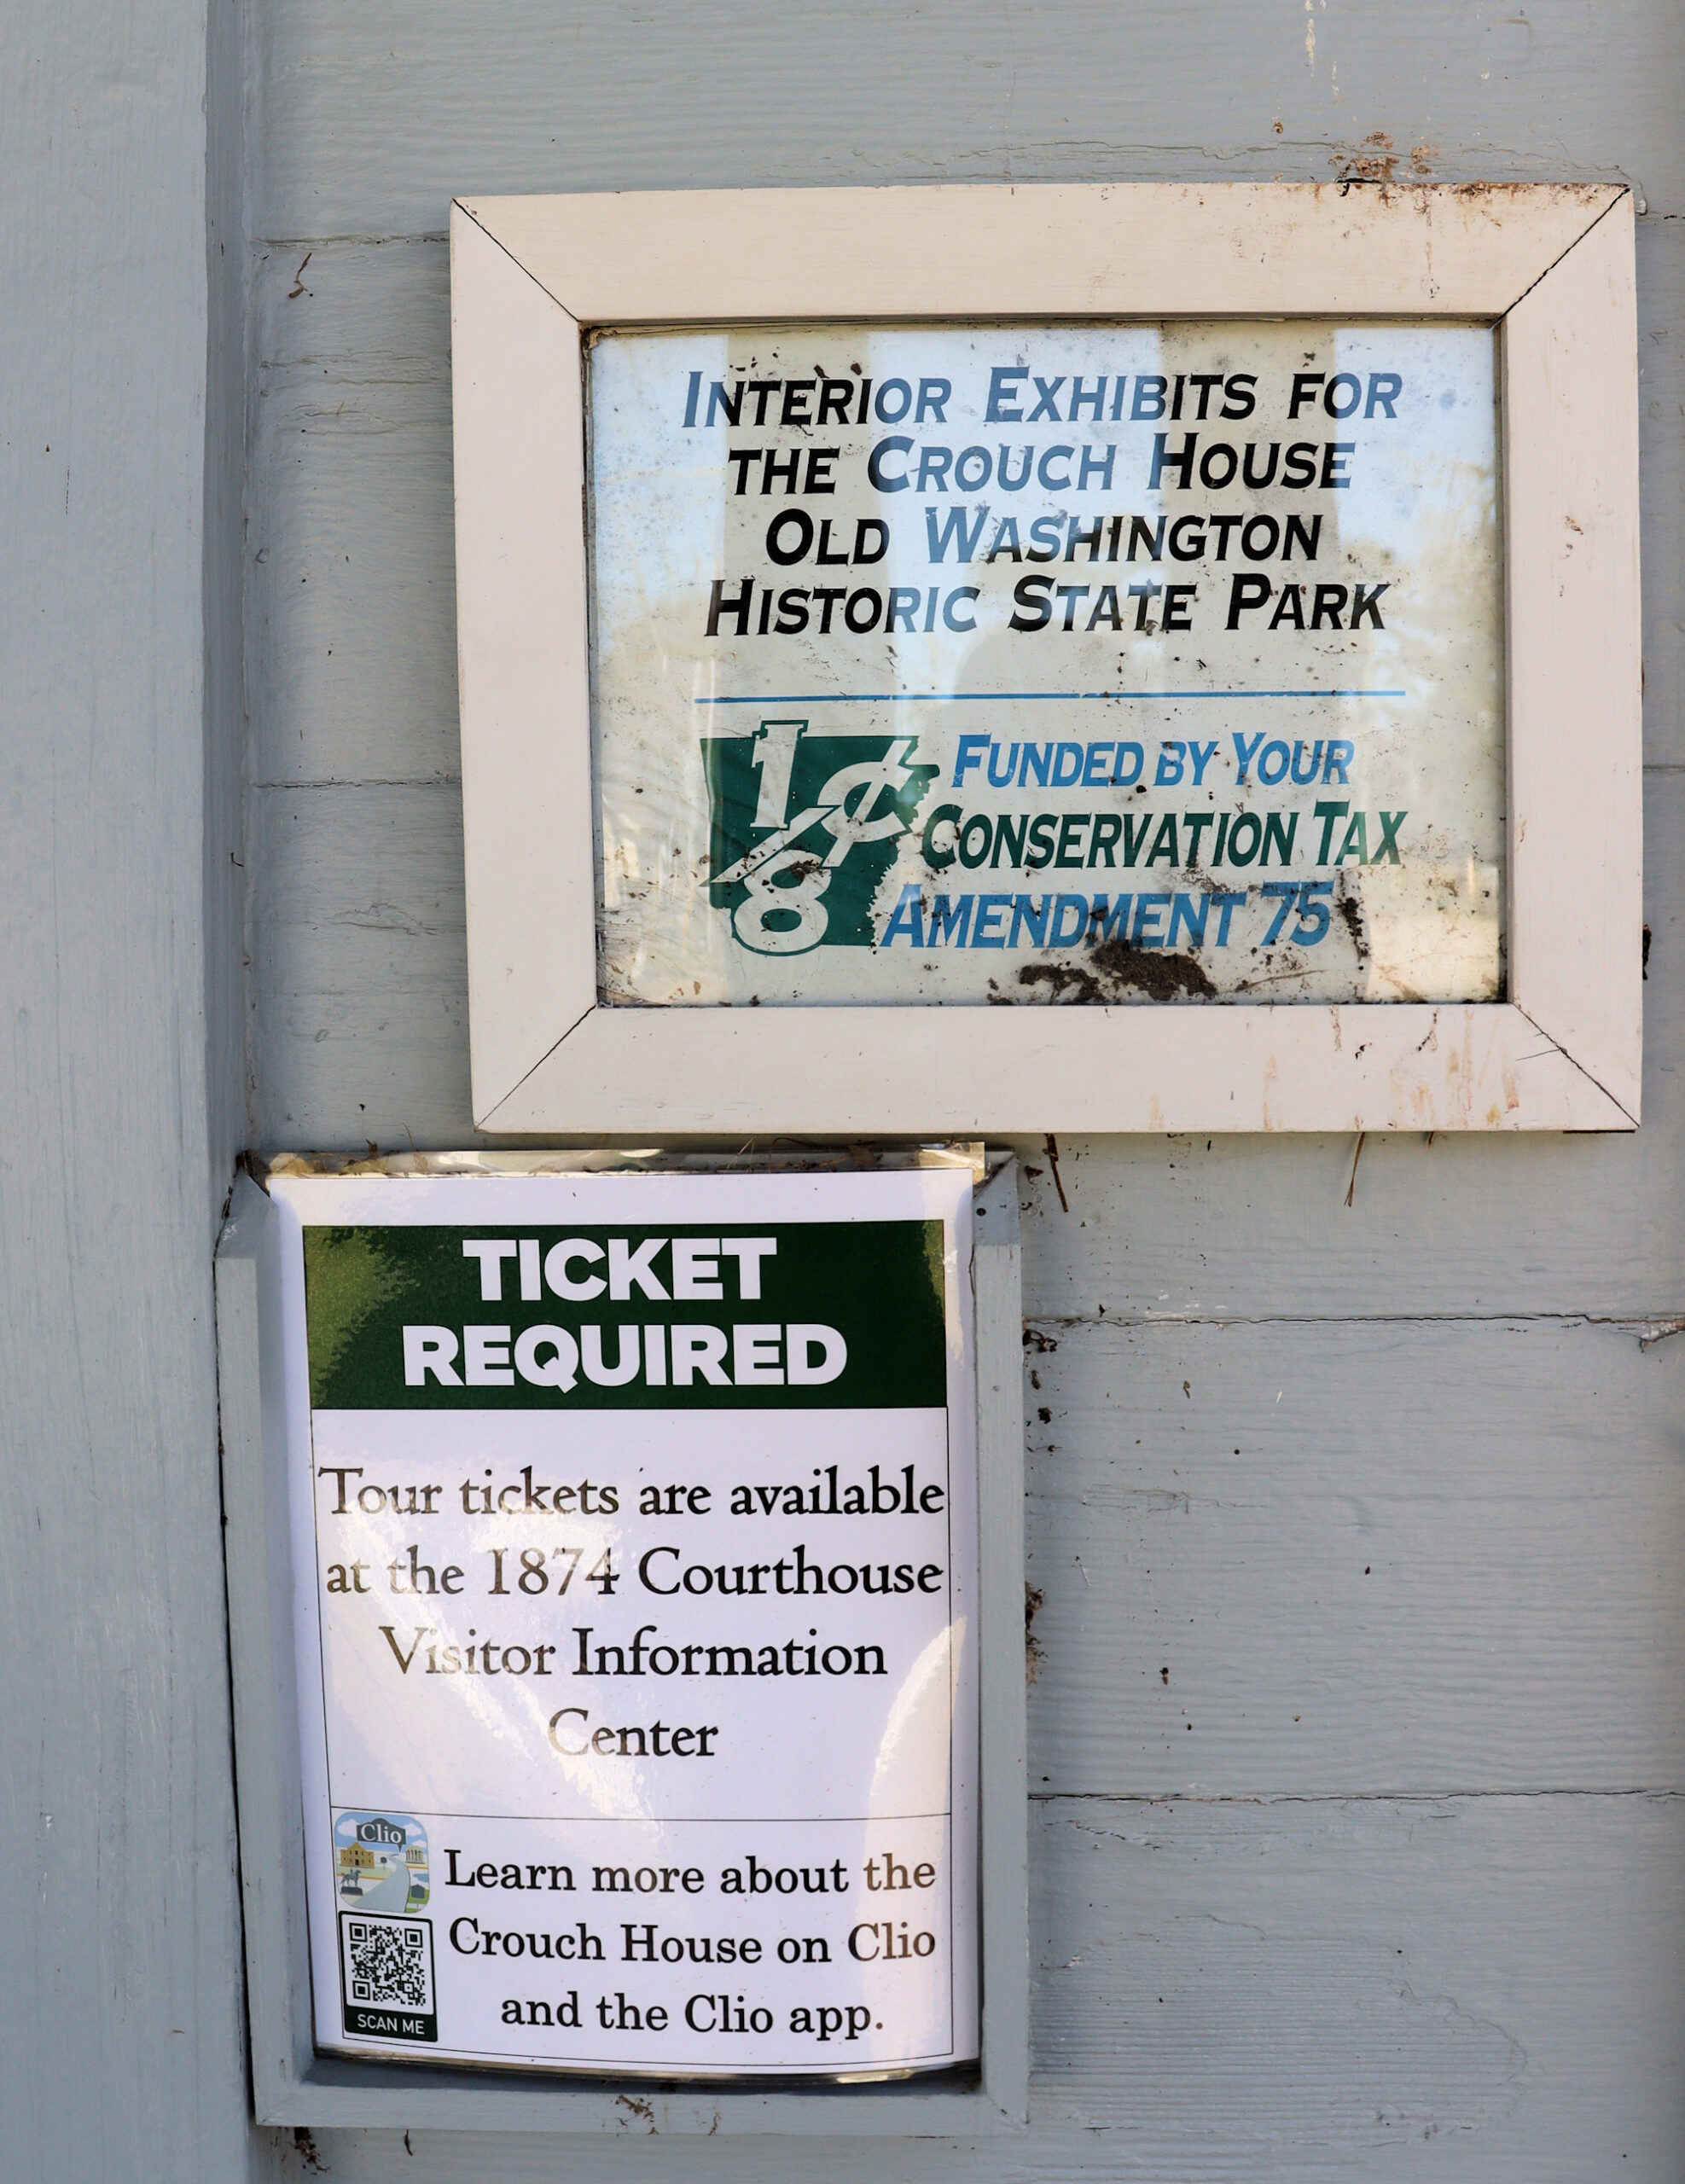 Interior Exhibits for
the Crouch House
Old Washington
Historic State Park
1/8¢
Funded by Your
Conservation Tax
Amendment 75
TICKET
REQUIRED
Tour tickets are available
at the 1874 Courthouse
Visitor Information
Center
Clio
Learn more about the
Crouch House on Clio
and the Clio app.
SCAN ME